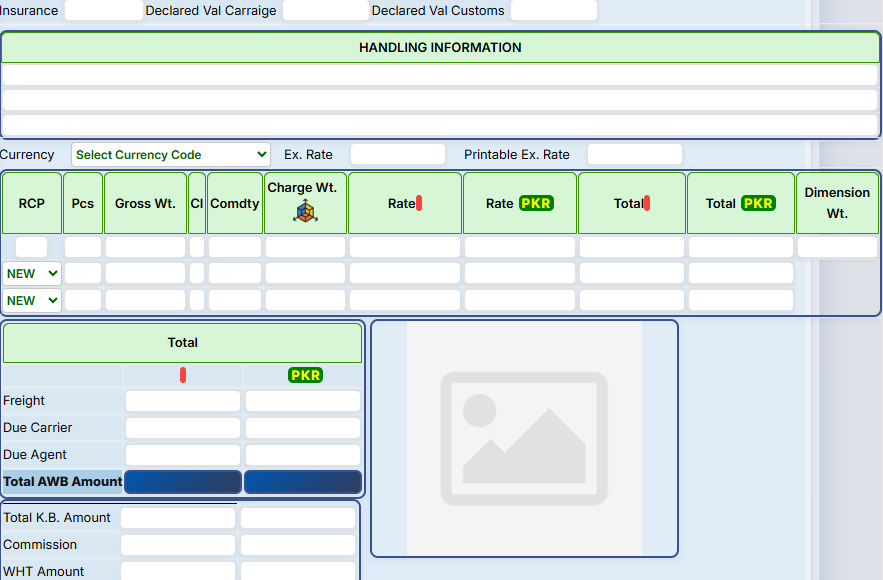 Insurance Declared Val Carraige Declared Val Customs
HANDLING INFORMATION
Currency Select Currency Code Ex. Rate Printable Ex. Rate
RCP Pcs Gross Wt. Cl Comdty Charge Wt. Rate Rate PKR Total Total PKR Dimension Wt.
NEW
NEW
Total
PKR
Freight
Due Carrier
Due Agent
Total AWB Amount
Total K.B. Amount
Commission
WHT Amount